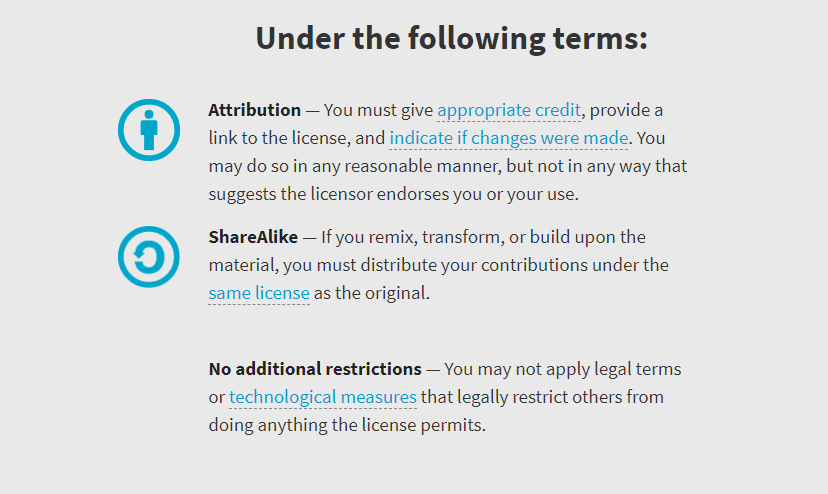 Under the following terms:
Attribution — You must give appropriate credit, provide a
link to the license, and indicate if changes were made. You
may do so in any reasonable manner, but not in any way that
suggests the licensor endorses you or your use.
ShareAlike — If you remix, transform, or build upon the
material, you must distribute your contributions under the
same license as the original.
No additional restrictions — You may not apply legal terms
or technological measures that legally restrict others from
doing anything the license permits.